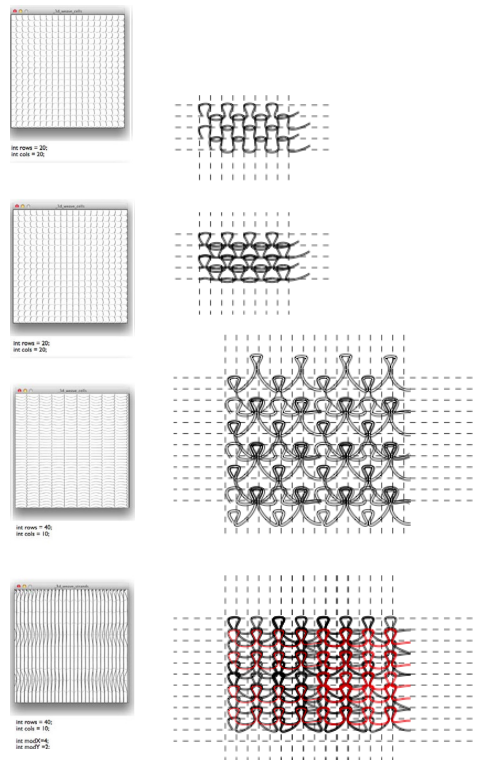 int rows = 20;
int cols = 20;
int rows = 20;
int cols = 20;
int rows = 40;
int cols = 10;
int rows = 40;
int cols = 10;
int modX=4;
int modY =2;